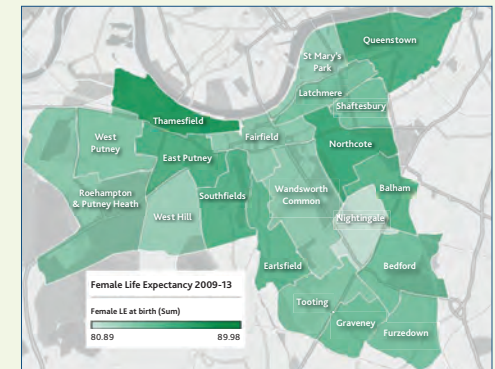 Queenstown
St Mary's
Park
Latchmere
Shaftesbury
Thamesfield
Fairfield
West
Putney
East Putney
Northcote
Roehampton
& Putney Heath
West Hill
Southfields
Wandsworth
Common
Balham
Nightingale
Earlsfield
Bedford
Tooting
Graveney
Furzedown
Female Life Expectancy 2009-13
Female LE at birth (Sum)
80.89 89.98